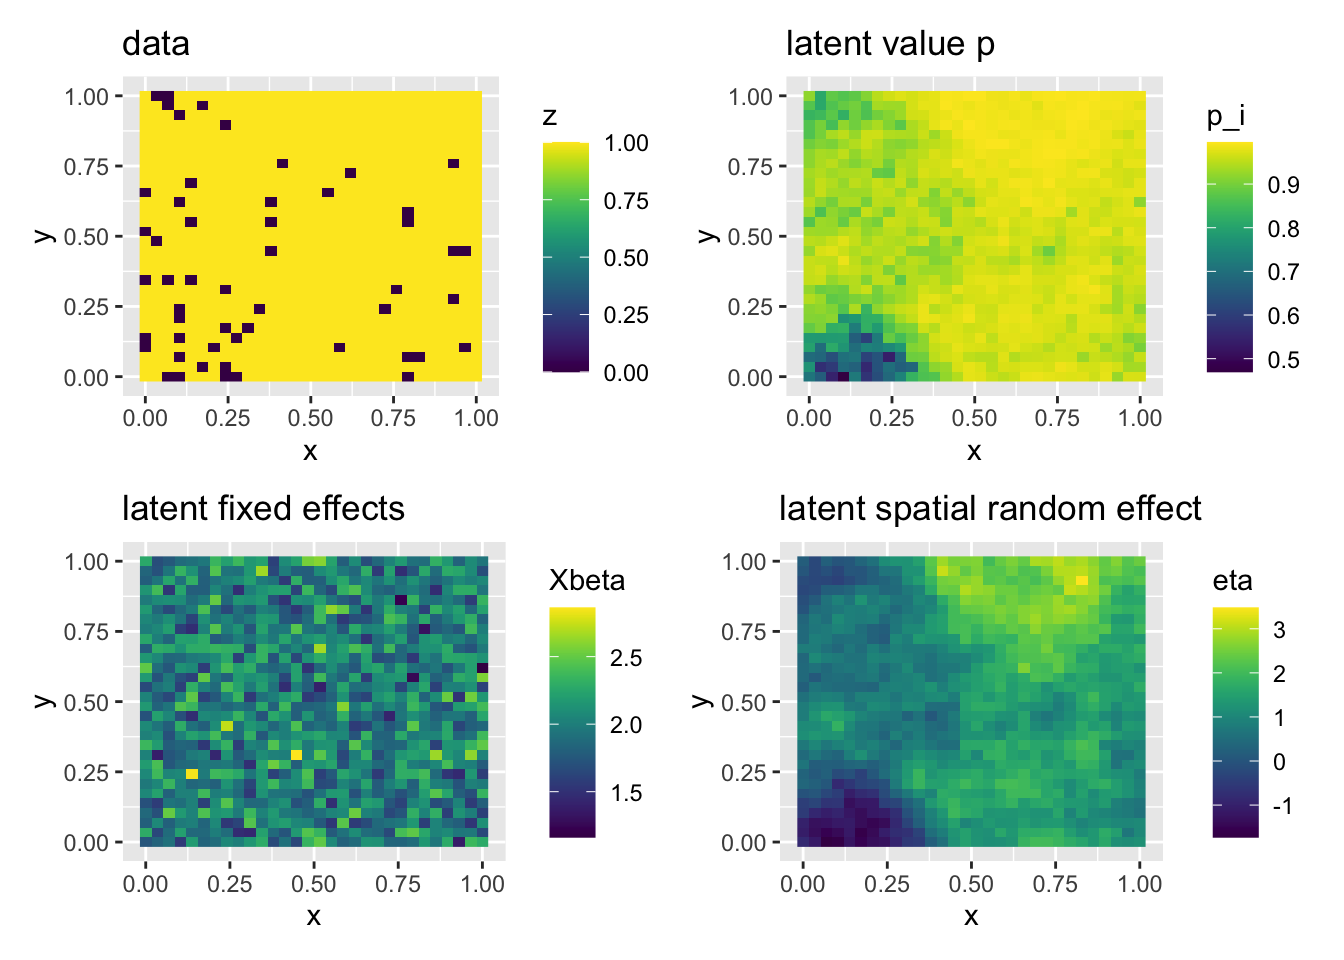 data
z
1.00
0.75
0.50
0.25
0.00
y
1.00
0.75
0.50
0.25
0.00
0.00 0.25 0.50 0.75 1.00
x
latent value p
p_i
0.9
0.8
0.7
0.6
0.5
y
1.00
0.75
0.50
0.25
0.00
0.00 0.25 0.50 0.75 1.00
x
latent fixed effects
Xbeta
2.5
2.0
1.5
y
1.00
0.75
0.50
0.25
0.00
0.00 0.25 0.50 0.75 1.00
x
latent spatial random effect
eta
3
2
1
0
-1
y
1.00
0.75
0.50
0.25
0.00
0.00 0.25 0.50 0.75 1.00
x